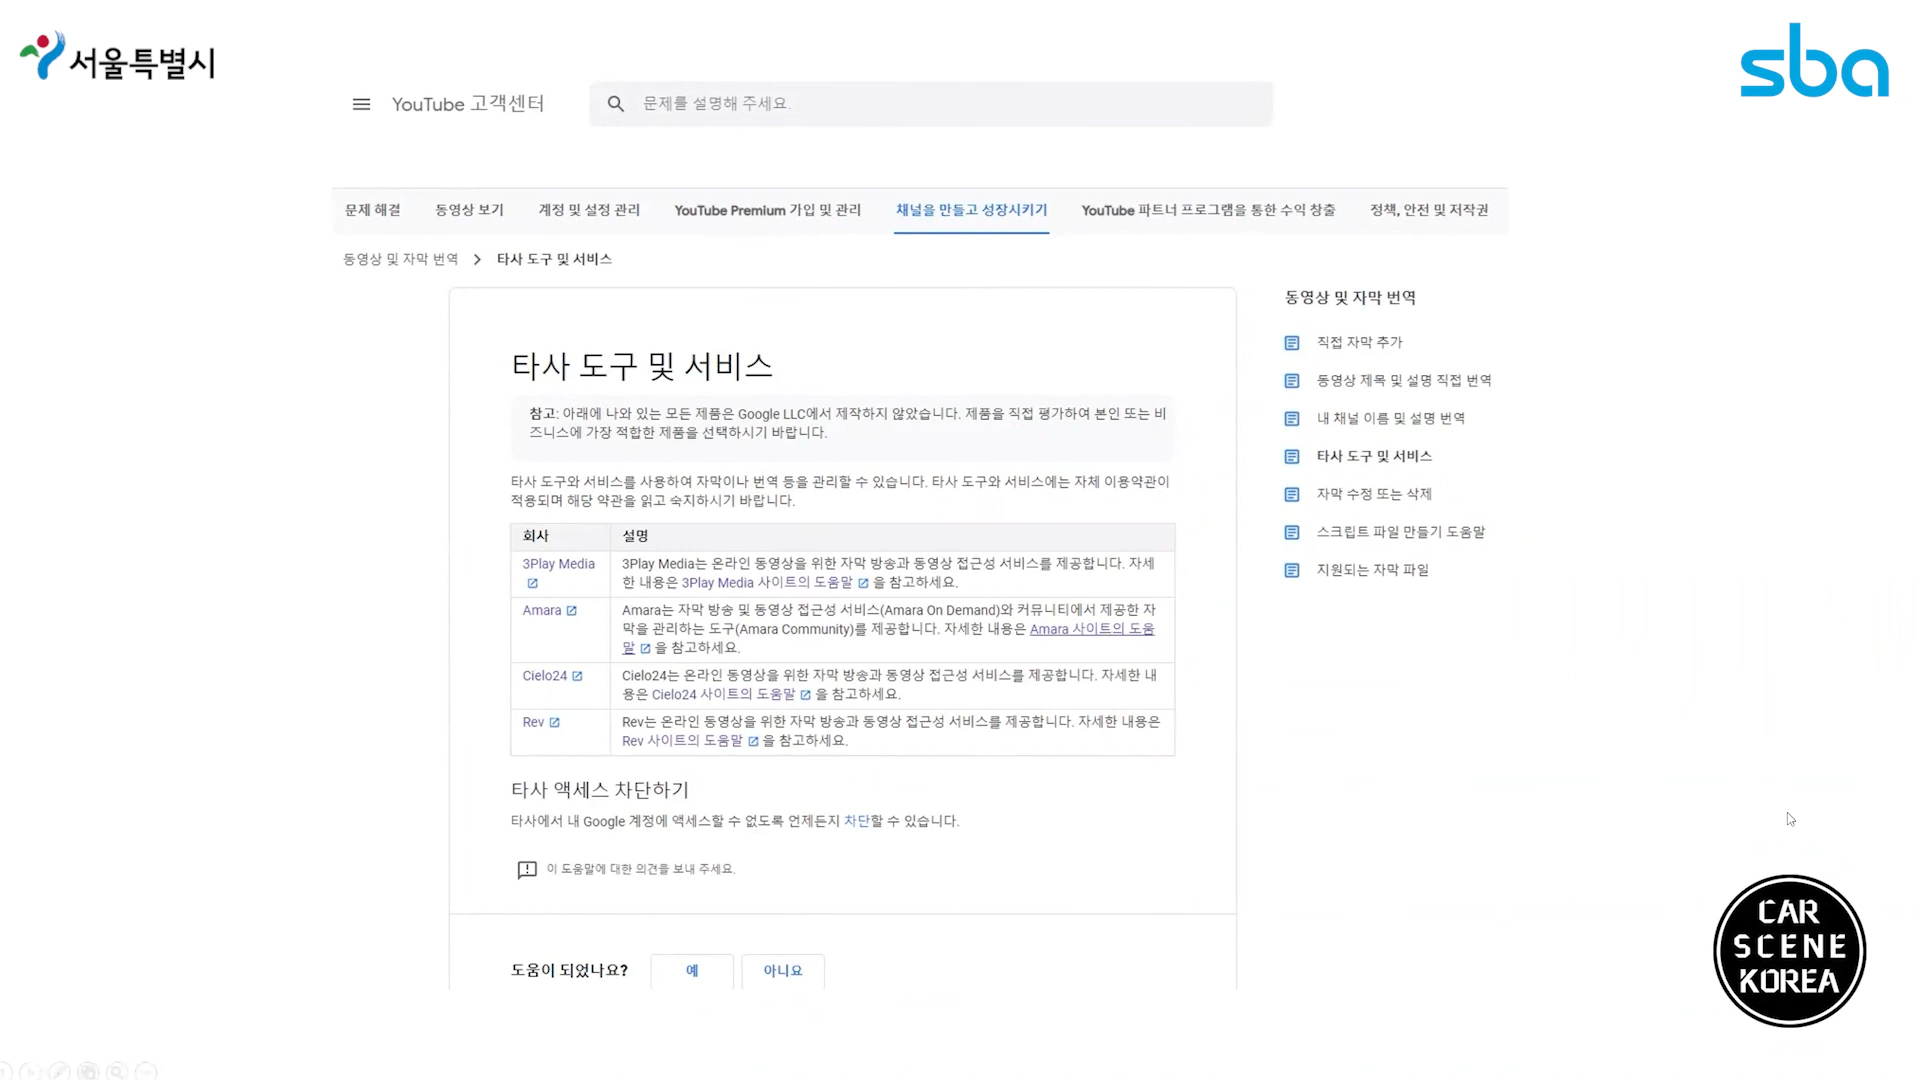 서울특별시
sba
YouTube 고객센터
문제를 설명해 주세요.
문제 해결
동영상 보기
계정 및 설정 관리
YouTube Premium 가입 및 관리
채널을 만들고 성장시키기
YouTube 파트너 프로그램을 통한 수익 창출
정책, 안전 및 저작권
동영상 및 자막 번역 > 타사 도구 및 서비스
타사 도구 및 서비스
참고: 아래에 나와 있는 모든 제품은 Google LLC에서 제작하지 않았습니다. 제품을 직접 평가하여 본인 또는 비
즈니스에 가장 적합한 제품을 선택하시기 바랍니다.
타사 도구와 서비스를 사용하여 자막이나 번역 등을 관리할 수 있습니다. 타사 도구와 서비스에는 자체 이용약관이
적용되며 해당 약관을 읽고 숙지하시기 바랍니다.
회사
설명
3Play Media
3Play Media는 온라인 동영상을 위한 자막 방송과 동영상 접근성 서비스를 제공합니다. 자세
한 내용은 3Play Media 사이트의 도움말 을 참고하세요.
Amara
Amara는 자막 방송 및 동영상 접근성 서비스(Amara On Demand)와 커뮤니티에서 제공한 자
막을 관리하는 도구(Amara Community)를 제공합니다. 자세한 내용은 Amara 사이트의 도움
말 을 참고하세요.
Cielo24
Cielo24는 온라인 동영상을 위한 자막 방송과 동영상 접근성 서비스를 제공합니다. 자세한 내
용은 Cielo24 사이트의 도움말 을 참고하세요.
Rev
Rev는 온라인 동영상을 위한 자막 방송과 동영상 접근성 서비스를 제공합니다. 자세한 내용은
Rev 사이트의 도움말 을 참고하세요.
타사 액세스 차단하기
타사에서 내 Google 계정에 액세스할 수 없도록 언제든지 차단할 수 있습니다.
이 도움말에 대한 의견을 보내 주세요.
도움이 되었나요?
예
아니요
동영상 및 자막 번역
직접 자막 추가
동영상 제목 및 설명 직접 번역
내 채널 이름 및 설명 번역
타사 도구 및 서비스
자막 수정 또는 삭제
스크립트 파일 만들기 도움말
지원되는 자막 파일
CAR
SCENE
KOREA